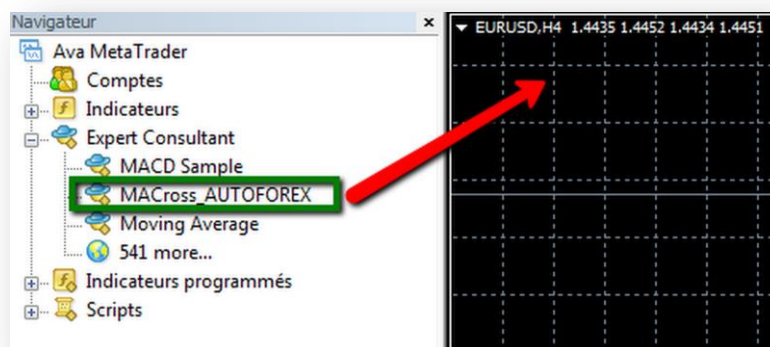 Navigateur
Ava MetaTrader
Comptes
Indicateurs
Expert Consultant
MACD Sample
MACross_AUTOFOREX
Moving Average
541 more...
Indicateurs programmés
Scripts
EURUSD,H4 1.4435 1.4452 1.4434 1.4451